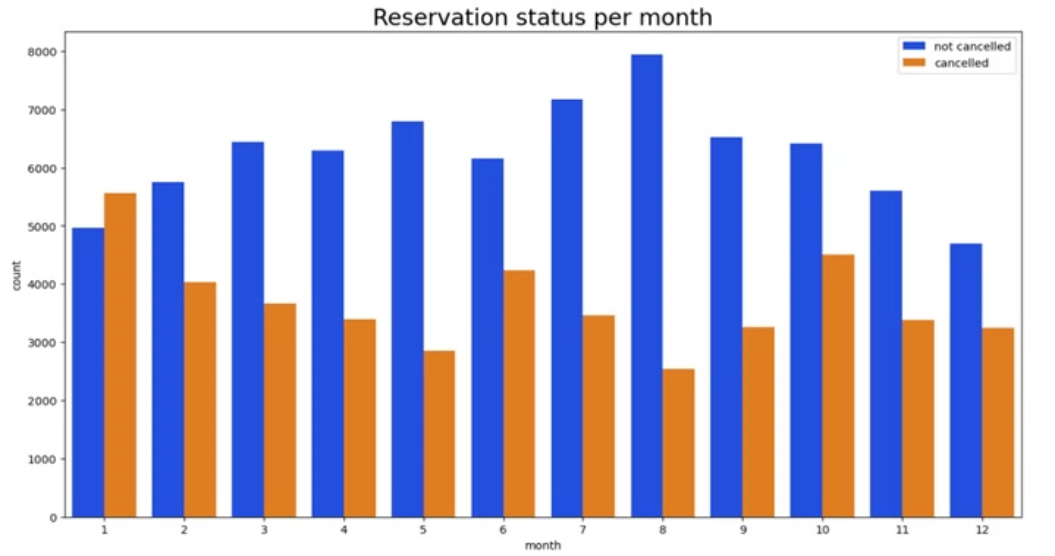 Reservation status per month
not cancelled
cancelled
8000
7000
6000
5000
4000
3000
2000
1000
0
count
1 2 3 4 5 6 7 8 9 10 11 12
month